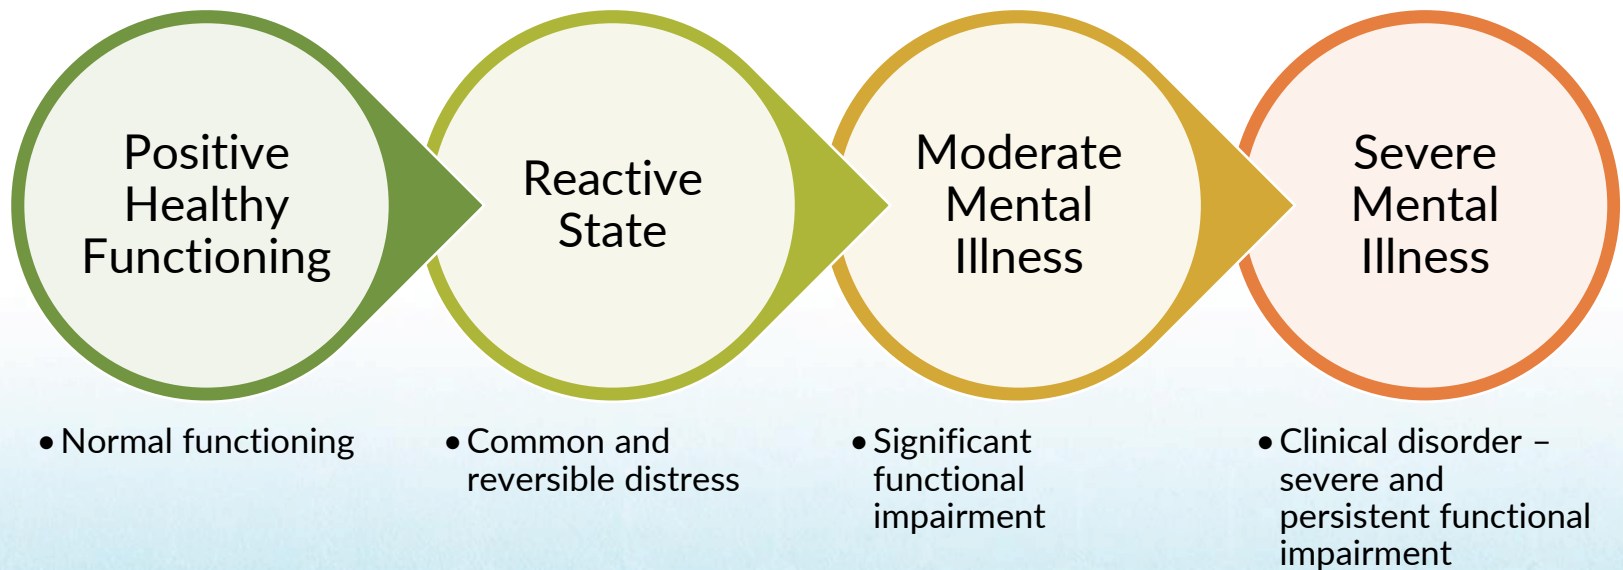 Positive
Healthy
Functioning
Reactive
State
Moderate
Mental
Illness
Severe
Mental
Illness
• Normal functioning
• Common and
reversible distress
• Significant
functional
impairment
• Clinical disorder –
severe and
persistent functional
impairment